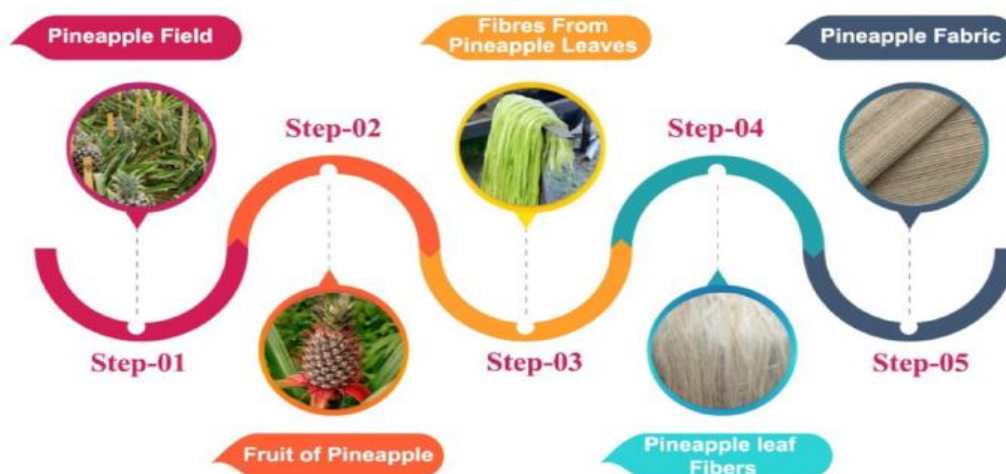 Pineapple Field
Fibres From
Pineapple Leaves
Pineapple Fabric
Step-02
Step-04
Step-01
Step-03
Step-05
Fruit of Pineapple
Pineapple leaf
Fibers